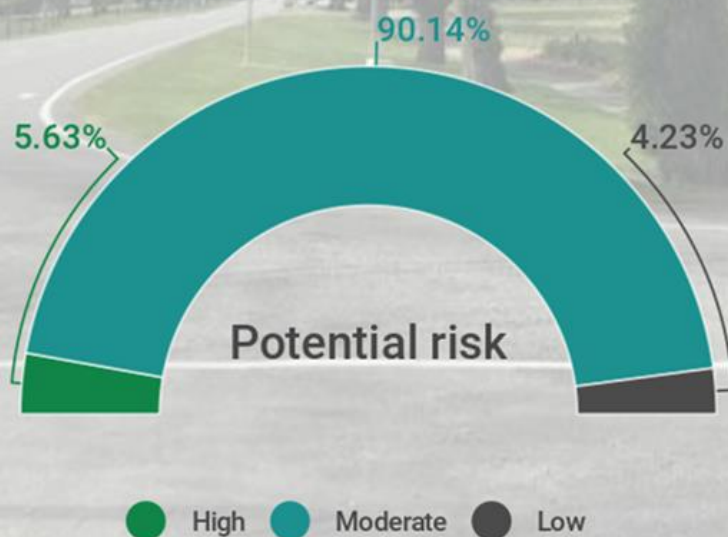 90.14%
5.63%
4.23%
Potential risk
High
Moderate
Low